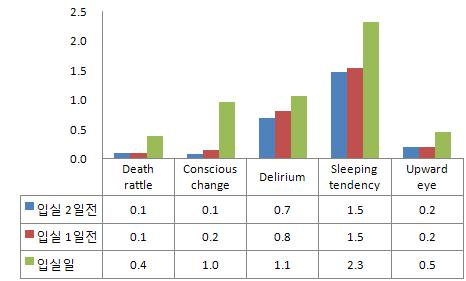 2.5
2.0
1.5
1.0
0.5
0.0
Death rattle Conscious change Delirium Sleeping tendency Upward eye
입실 2일전 0.1 0.1 0.7 1.5 0.2
입실 1일전 0.1 0.2 0.8 1.5 0.2
입실일 0.4 1.0 1.1 2.3 0.5